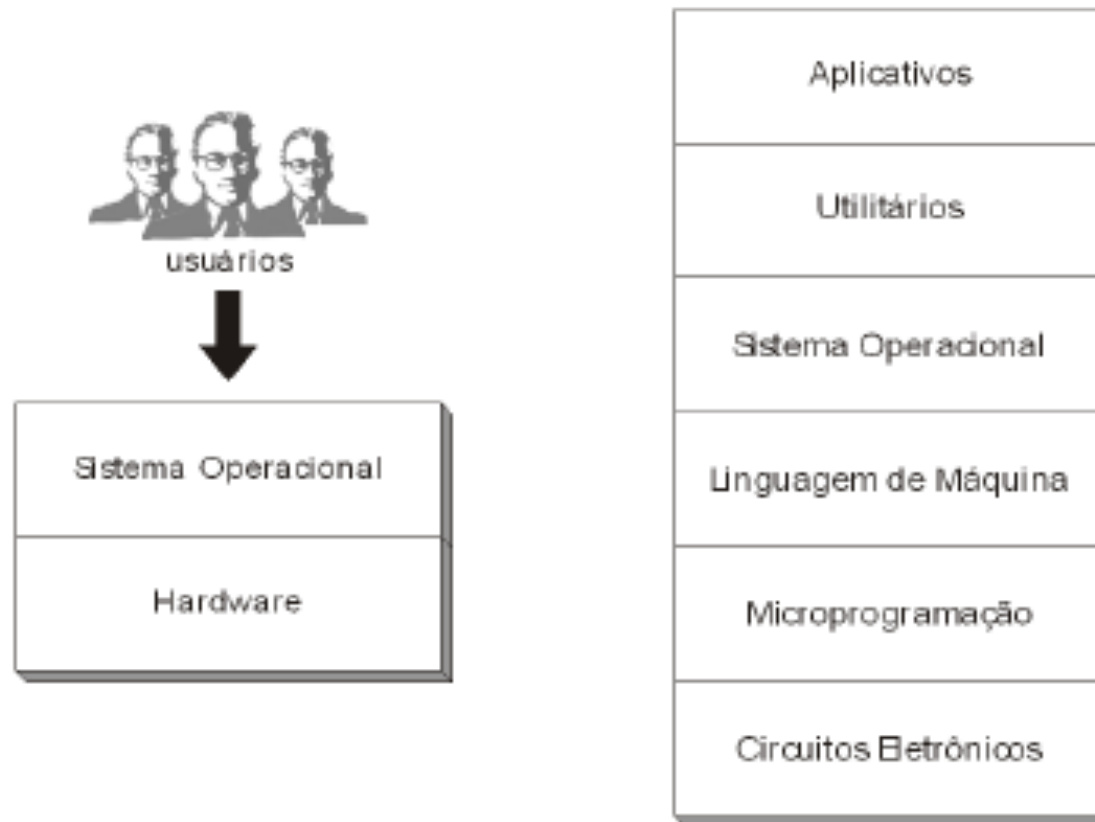 usuários
Sistema Operacional
Hardware
Aplicativos
Utilitários
Sistema Operacional
Linguagem de Máquina
Microprogramação
Circuitos Eletrônicos